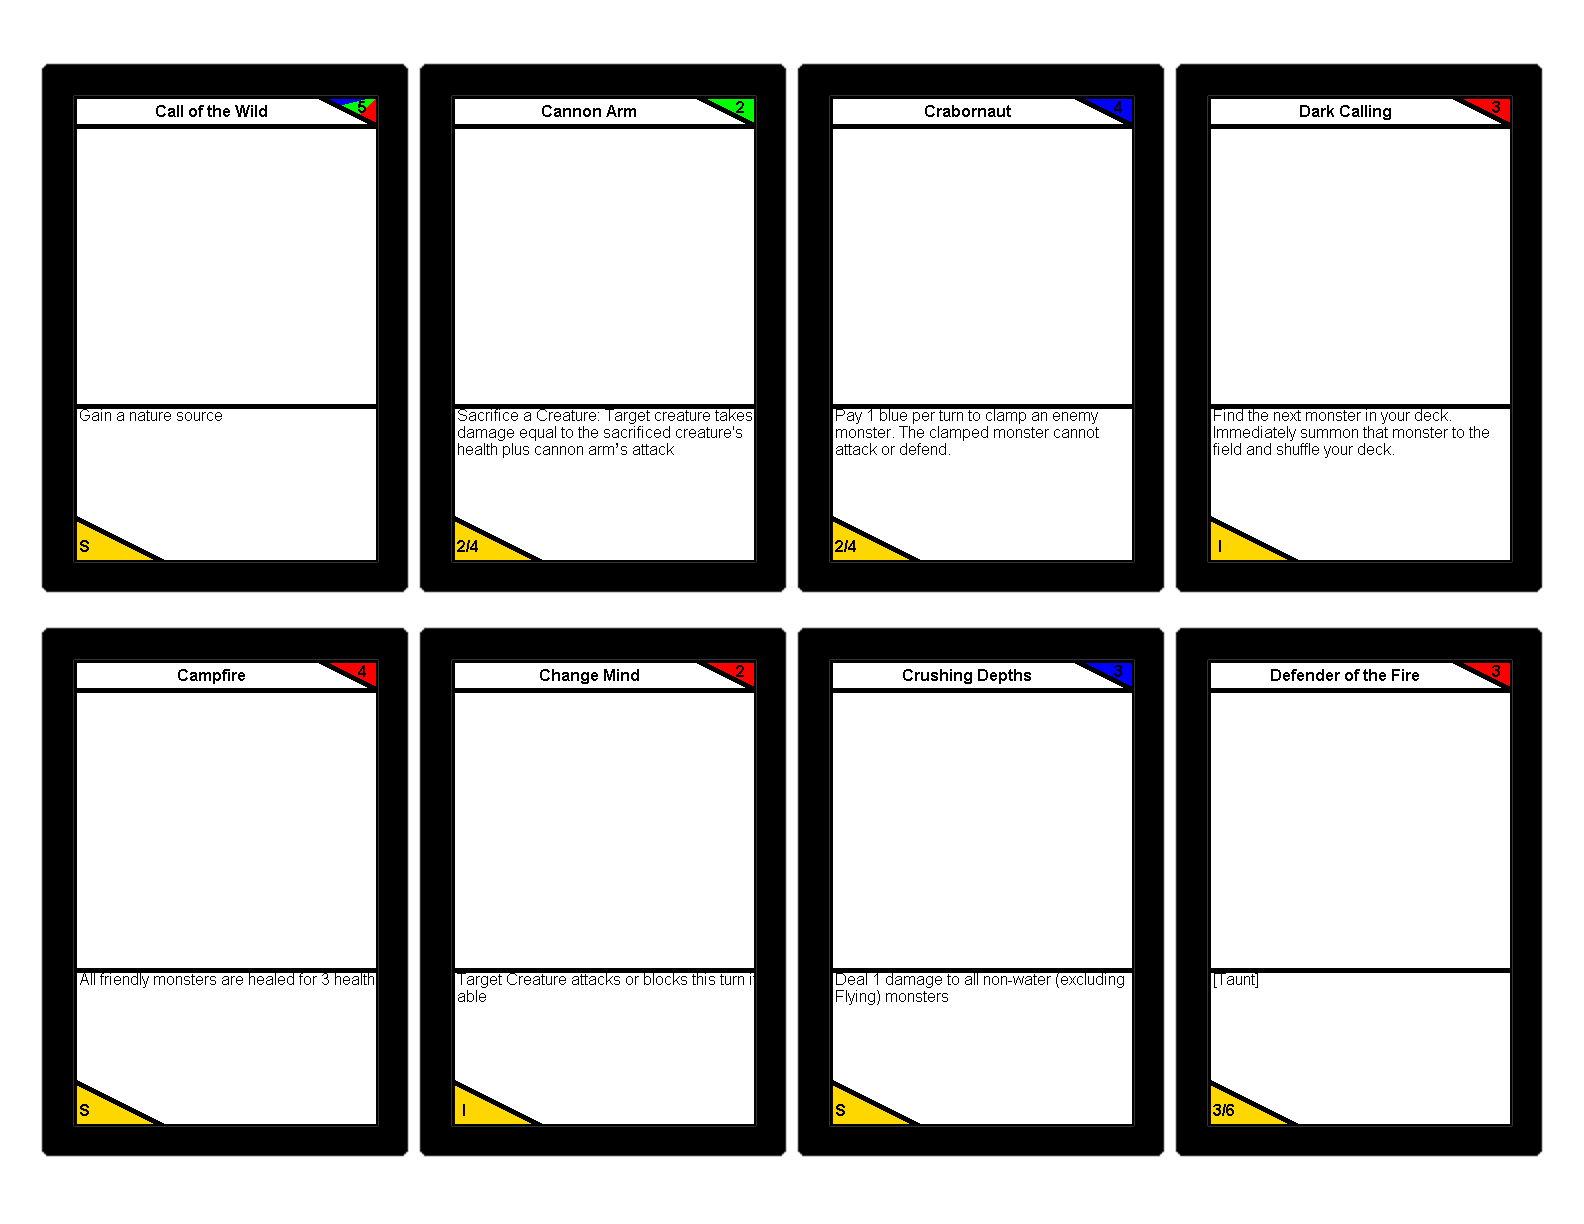 Call of the Wild
5
Gain a nature source
S
Cannon Arm
2
Sacrifice a Creature: Target creature takes
damage equal to the sacrificed creature's
health plus cannon arm's attack
2/4
Crabornaut
4
Pay 1 blue per turn to clamp an enemy
monster. The clamped monster cannot
attack or defend.
2/4
Dark Calling
3
Find the next monster in your deck.
Immediately summon that monster to the
field and shuffle your deck.
I
Campfire
4
All friendly monsters are healed for 3 health
S
Change Mind
2
Target Creature attacks or blocks this turn if
able
I
Crushing Depths
3
Deal 1 damage to all non-water (excluding
Flying) monsters
S
Defender of the Fire
3
[Taunt]
3/6